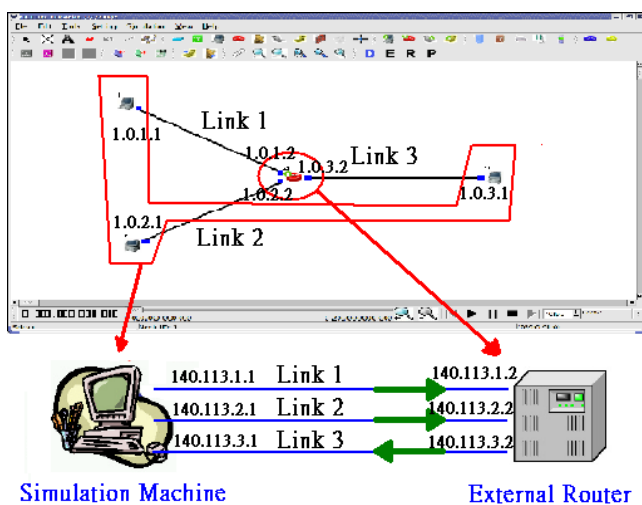 D E R P
Link 1
1.0.1.1
1.0.1.2
1.0.3.2
Link 3
1.0.2.2
1.0.3.1
1.0.2.1
Link 2
140.113.1.1 Link 1 140.113.1.2
140.113.2.1 Link 2 140.113.2.2
140.113.3.1 Link 3 140.113.3.2
Simulation Machine
External Router